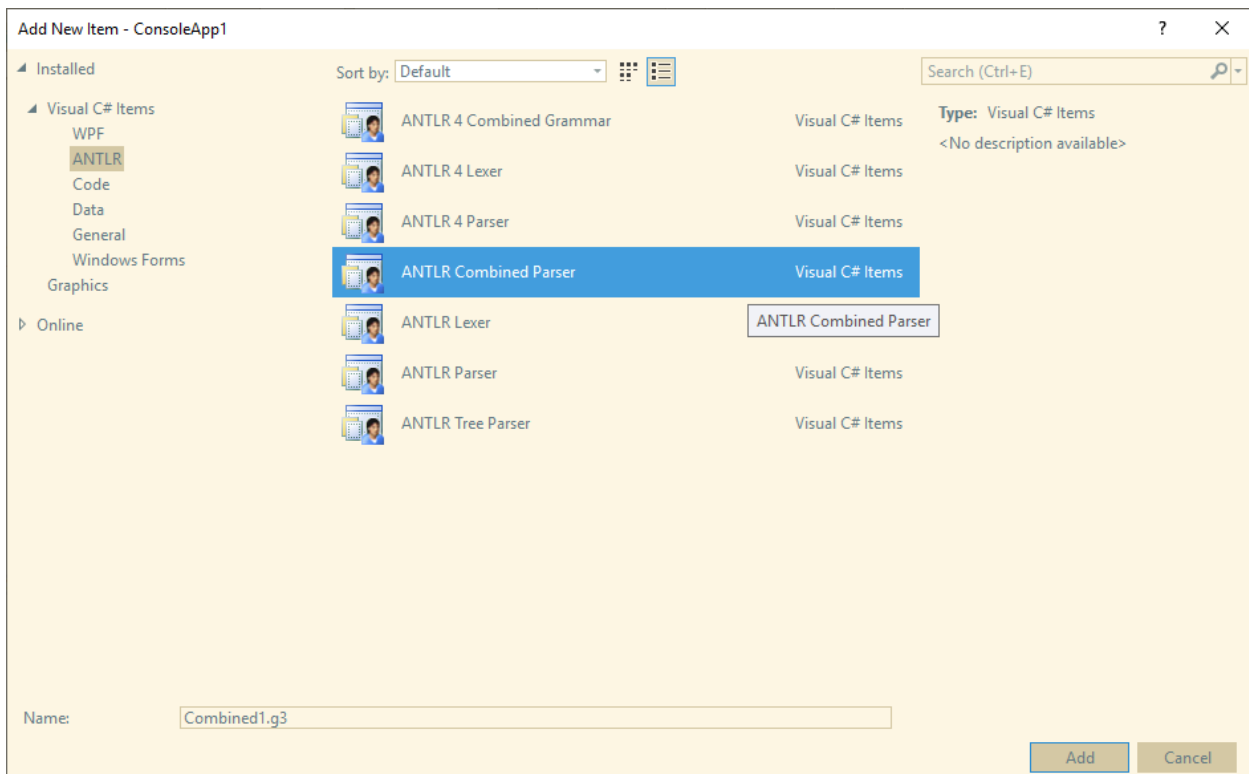 Add New Item - ConsoleApp1
?
Installed
Sort by: Default
Search (Ctrl+E)
Visual C# Items
WPF
ANTLR
Code
Data
General
Windows Forms
Graphics
Online
ANTLR 4 Combined Grammar Visual C# Items
ANTLR 4 Lexer Visual C# Items
ANTLR 4 Parser Visual C# Items
ANTLR Combined Parser Visual C# Items
ANTLR Lexer
ANTLR Combined Parser
ANTLR Parser Visual C# Items
ANTLR Tree Parser Visual C# Items
Type: Visual C# Items
<No description available>
Name: Combined1.g3
Add Cancel